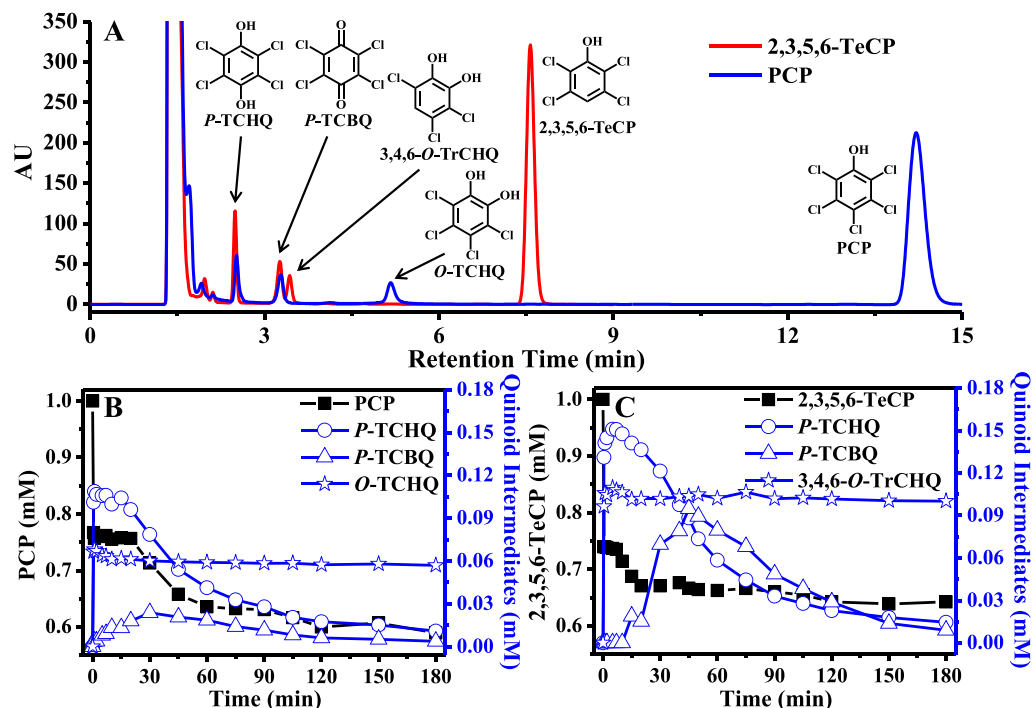 A
2,3,5,6-TeCP
PCP
350
300
250
200
150
100
50
0
AU
OH
Cl
Cl
Cl
Cl
OH
P-TCHQ
O
Cl
Cl
Cl
Cl
O
P-TCBQ
OH
Cl
OH
Cl
Cl
3,4,6-O-TrCHQ
OH
Cl
OH
Cl
Cl
Cl
O-TCHQ
OH
Cl
Cl
Cl
Cl
2,3,5,6-TeCP
OH
Cl
Cl
Cl
Cl
Cl
PCP
0 3 6 9 12 15
Retention Time (min)
B
PCP
P-TCHQ
P-TCBQ
O-TCHQ
1.0
0.9
0.8
0.7
0.6
PCP (mM)
0.18
0.15
0.12
0.09
0.06
0.03
0.00
Quinoid Intermediates (mM)
0 30 60 90 120 150 180
Time (min)
C
2,3,5,6-TeCP
P-TCHQ
P-TCBQ
3,4,6-O-TrCHQ
1.0
0.9
0.8
0.7
0.6
2,3,5,6-TeCP (mM)
0.18
0.15
0.12
0.09
0.06
0.03
0.00
Quinoid Intermediates (mM)
0 30 60 90 120 150 180
Time (min)